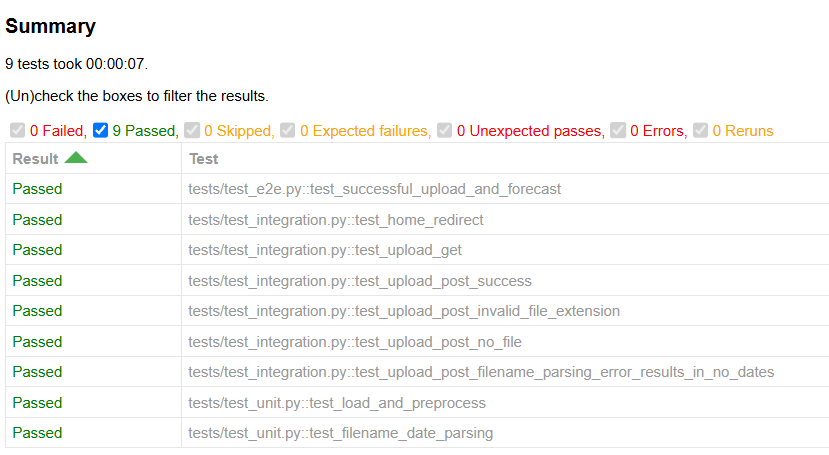 Summary
9 tests took 00:00:07.
(Un)check the boxes to filter the results.
0 Failed, 9 Passed, 0 Skipped, 0 Expected failures, 0 Unexpected passes, 0 Errors, 0 Reruns
Result Test
Passed tests/test_e2e.py::test_successful_upload_and_forecast
Passed tests/test_integration.py::test_home_redirect
Passed tests/test_integration.py::test_upload_get
Passed tests/test_integration.py::test_upload_post_success
Passed tests/test_integration.py::test_upload_post_invalid_file_extension
Passed tests/test_integration.py::test_upload_post_no_file
Passed tests/test_integration.py::test_upload_post_filename_parsing_error_results_in_no_dates
Passed tests/test_unit.py::test_load_and_preprocess
Passed tests/test_unit.py::test_filename_date_parsing